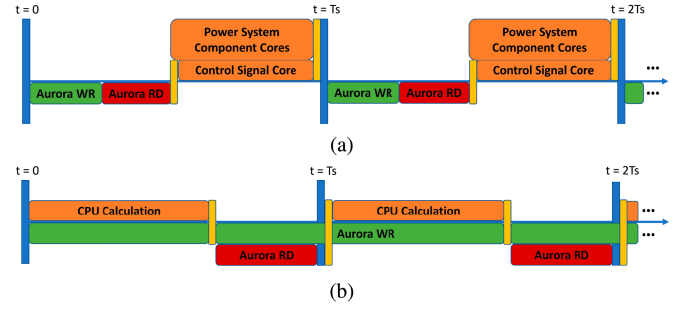 t = 0
t = Ts
t = 2Ts
Power System
Component Cores
Power System
Component Cores
Control Signal Core
Control Signal Core
•••
Aurora WR
Aurora RD
Aurora WR
Aurora RD
•••
(a)
t = 0
t = Ts
t = 2Ts
CPU Calculation
CPU Calculation
•••
Aurora WR
•••
Aurora RD
Aurora RD
(b)